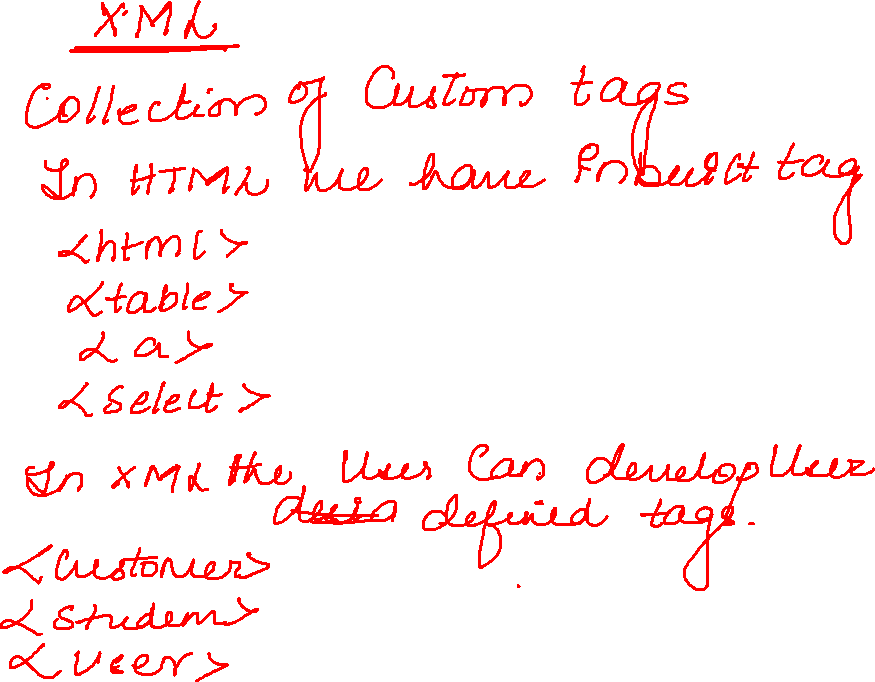 XML
Collection of Custom tags
In HTML we have Inbuilt tag
<html>
<table>
<a>
<select>
In XML the User Can develop User
defined tags.
<Customer>
<Student>
<User>